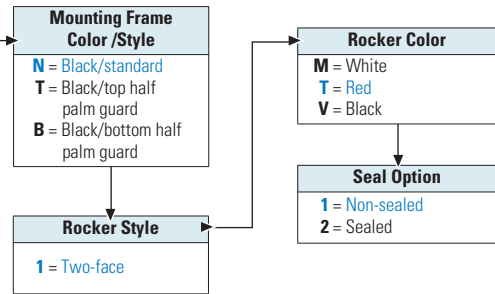 Mounting Frame
Color /Style
N = Black/standard
T = Black/top half
palm guard
B = Black/bottom half
palm guard
Rocker Style
1 = Two-face
Rocker Color
M = White
T = Red
V = Black
Seal Option
1 = Non-sealed
2 = Sealed